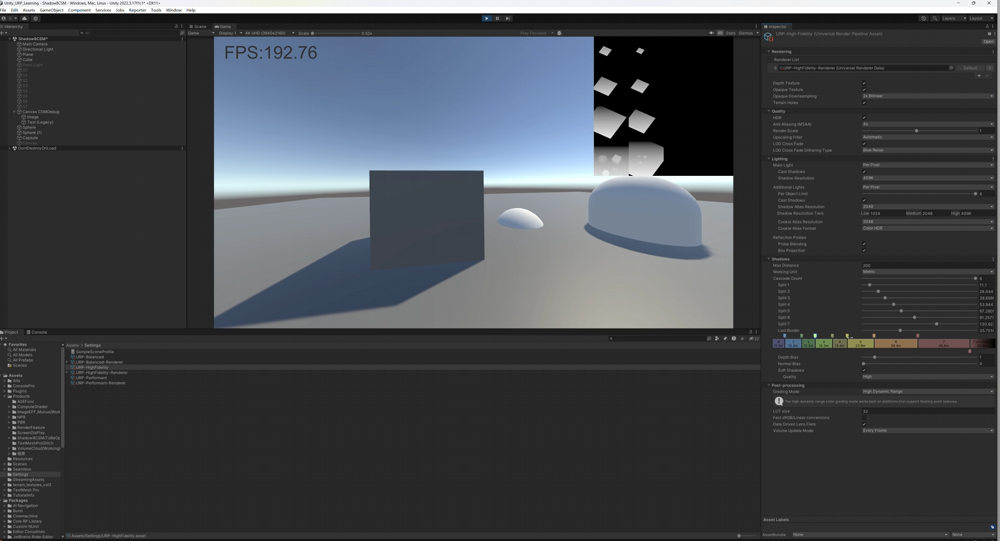 Unity_URP_Learning - Shadow8CSM - Windows, Mac, Linux - Unity 2022.3.17f1c1* <DX11>
File Edit Assets GameObject Component Services Jobs Reporter Tools Window Help
Layers Layout
Hierarchy
All
Shadow8CSM*
Main Camera
Directional Light
Plane
Cube
Point Light
S0
S1
S2
S3
S4
S5
S6
S7
Canvas CSMDebug
Image
Text (Legacy)
Sphere
Sphere (1)
Capsule
Canvas
DontDestroyOnLoad
Scene Game
Game Display 1 4K UHD (3840x2160) Scale 0.52x Play Focused Stats Gizmos
FPS:192.76
Inspector
URP-High Fidelity (Universal Render Pipeline Asset)
Open
Rendering
Renderer List
0 URP-HighFidelity-Renderer (Universal Renderer Data) Default
Depth Texture
Opaque Texture
Opaque Downsampling 2x Bilinear
Terrain Holes
Quality
HDR
Anti Aliasing (MSAA) 4x
Render Scale 1
Upscaling Filter Automatic
LOD Cross Fade
LOD Cross Fade Dithering Type Blue Noise
Lighting
Main Light Per Pixel
Cast Shadows
Shadow Resolution 4096
Additional Lights Per Pixel
Per Object Limit 8
Cast Shadows
Shadow Atlas Resolution 2048
Shadow Resolution Tiers Low 1024 Medium 2048 High 4096
Cookie Atlas Resolution 2048
Cookie Atlas Format Color HDR
Reflection Probes
Probe Blending
Box Projection
Shadows
Max Distance 200
Working Unit Metric
Cascade Count 8
Split 1 11.1
Split 2 26.444
Split 3 38.656
Split 4 53.944
Split 5 67.380
Split 6 91.257
Split 7 130.62
Last Border 35.701
0 1 2 3 4 5 6 7
11.1m 15.3m 12.2m 15.3m 13.4m 23.9m 39.4m
Depth Bias 1
Normal Bias 0
Soft Shadows
Quality High
Post-processing
Grading Mode High Dynamic Range
The high dynamic range color grading mode works best on platforms that support floating point textures.
LUT size 32
Fast sRGB/Linear conversions
Data Driven Lens Flare
Volume Update Mode Every Frame
Asset Labels
AssetBundle None None
Project Console
22
Favorites
All Materials
All Models
All Prefabs
Scenes
Assets
Arts
ConsolePro
Plugins
Products
ASEFunc
ComputeShader
ImageEFF_Mucus(Wor
NPR
PBR
RenderFeature
ScreenDisPlay
Shadow8CSM(ToBeOp
TextMeshProGlitch
VolumeCloud(Working)
Resources
Scenes
Seamless
Settings
StreamingAssets
terrain_textures_vol2
TextMesh Pro
TutorialInfo
Packages
AI Navigation
Burst
Cinemachine
Core RP Library
Custom NUnit
Editor Coroutines
JetBrains Rider Editor
Assets > Settings
SampleSceneProfile
URP-Balanced
URP-Balanced-Renderer
URP-HighFidelity
URP-HighFidelity-Renderer
URP-Performant
URP-Performant-Renderer
Assets/Settings/URP-HighFidelity.asset